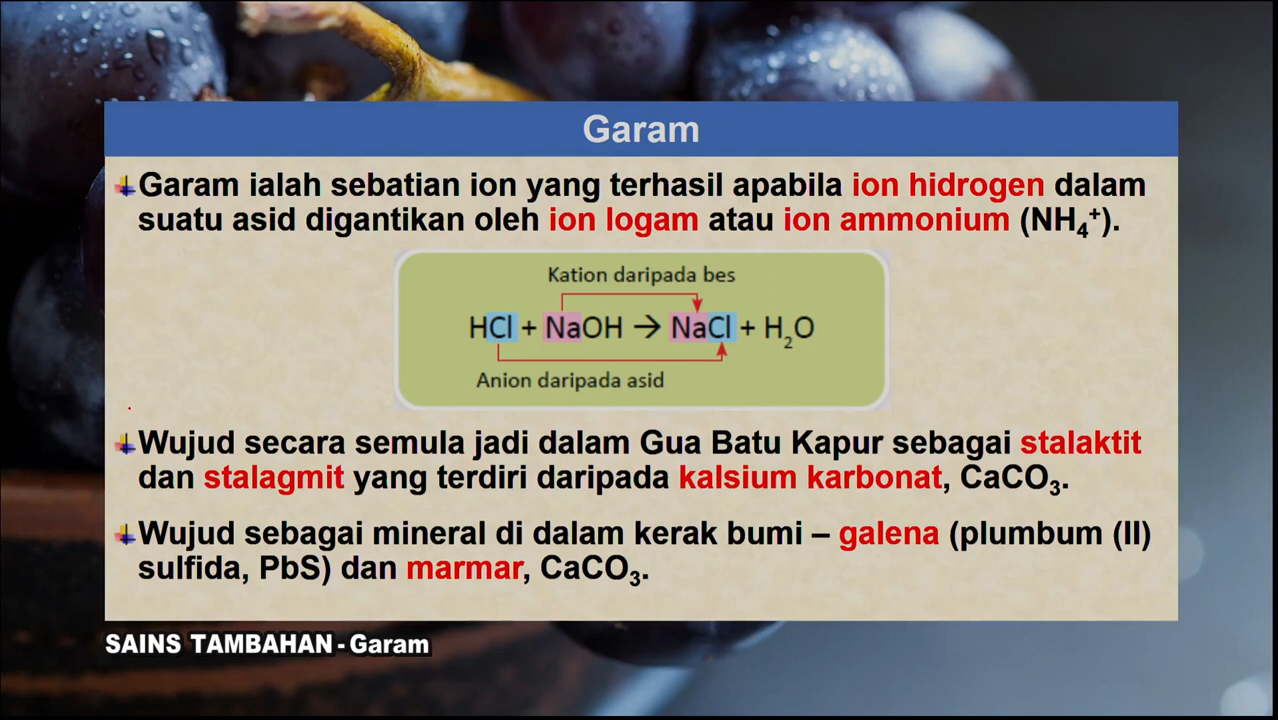 Garam
Garam ialah sebatian ion yang terhasil apabila ion hidrogen dalam
suatu asid digantikan oleh ion logam atau ion ammonium (NH₄⁺).
Kation daripada bes
HCl + NaOH → NaCl + H₂O
Anion daripada asid
Wujud secara semula jadi dalam Gua Batu Kapur sebagai stalaktit
dan stalagmit yang terdiri daripada kalsium karbonat, CaCO₃.
Wujud sebagai mineral di dalam kerak bumi – galena (plumbum (II)
sulfida, PbS) dan marmar, CaCO₃.
SAINS TAMBAHAN - Garam